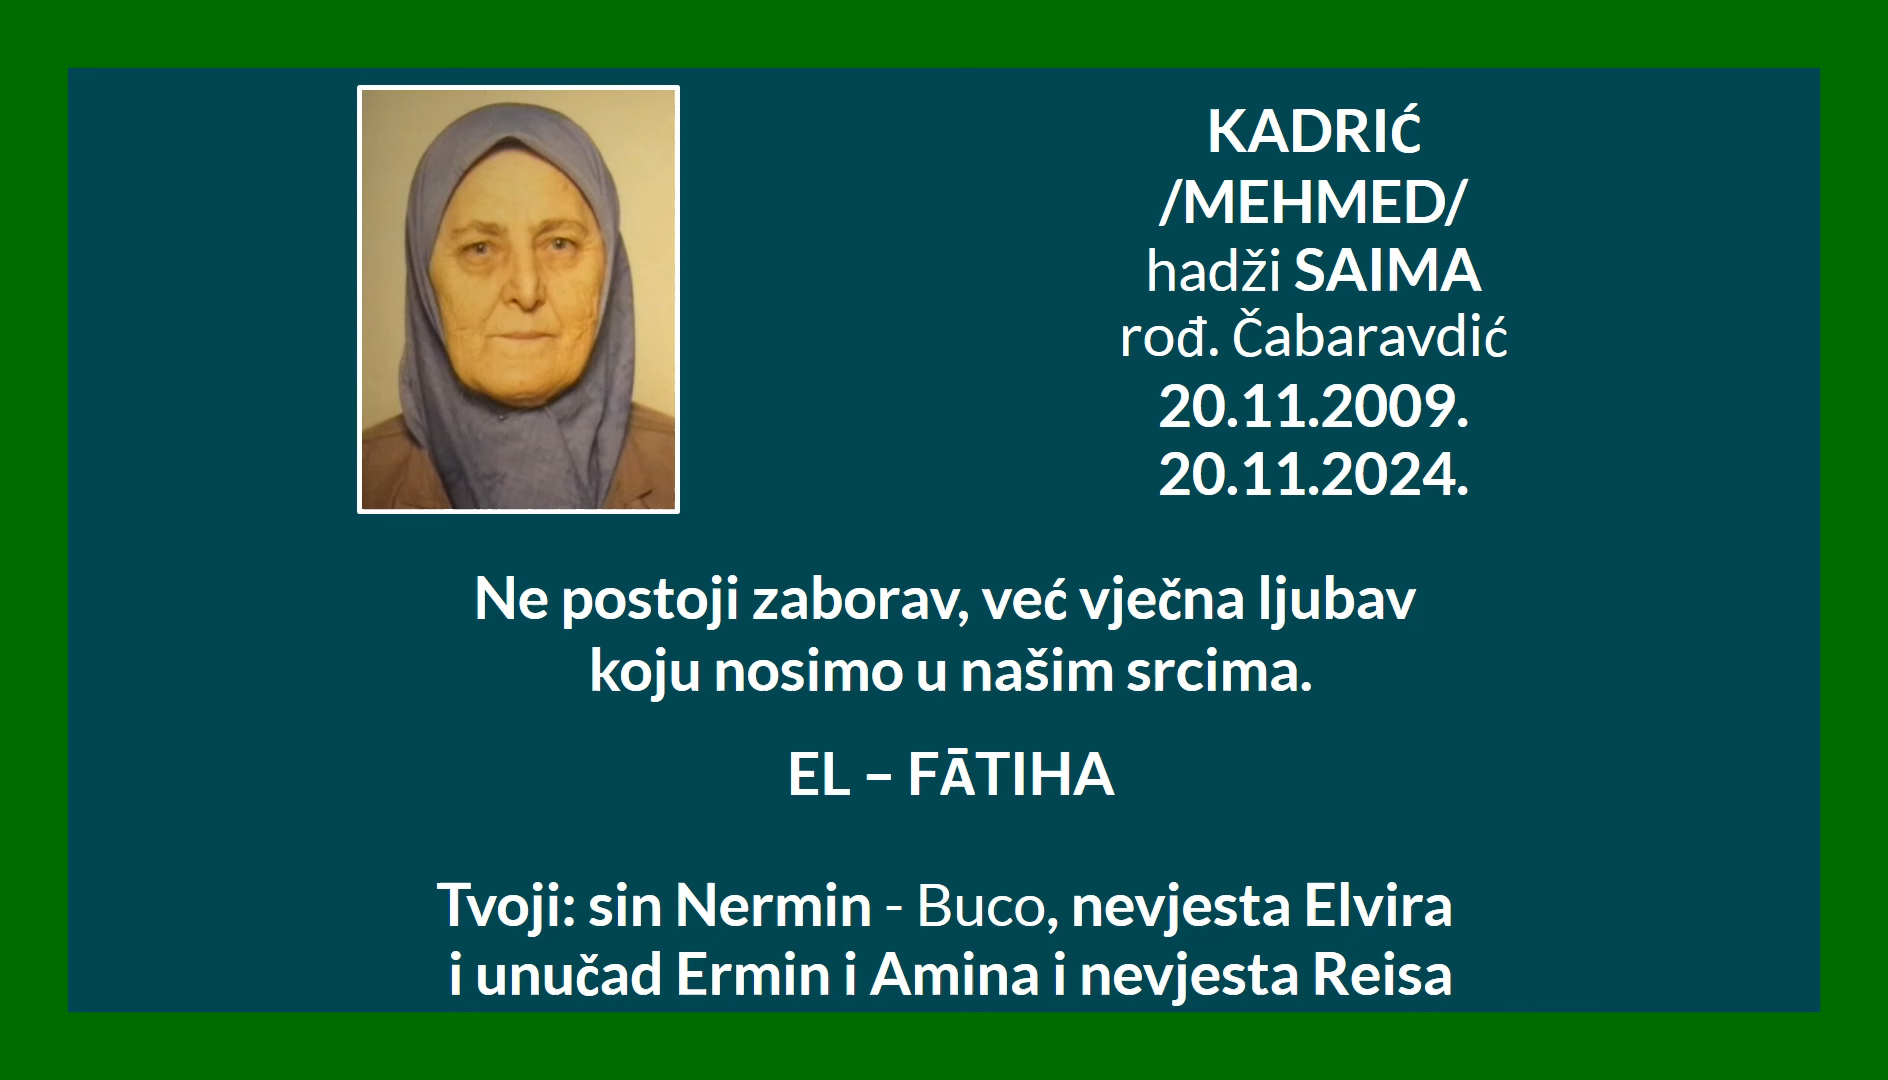 KADRIĆ
/MEHMED/
hadži SAIMA
rođ. Čabaravdić
20.11.2009.
20.11.2024.
Ne postoji zaborav, već vječna ljubav
koju nosimo u našim srcima.
EL – FĀTIHA
Tvoji: sin Nermin - Buco, nevjesta Elvira
i unučad Ermin i Amina i nevjesta Reisa